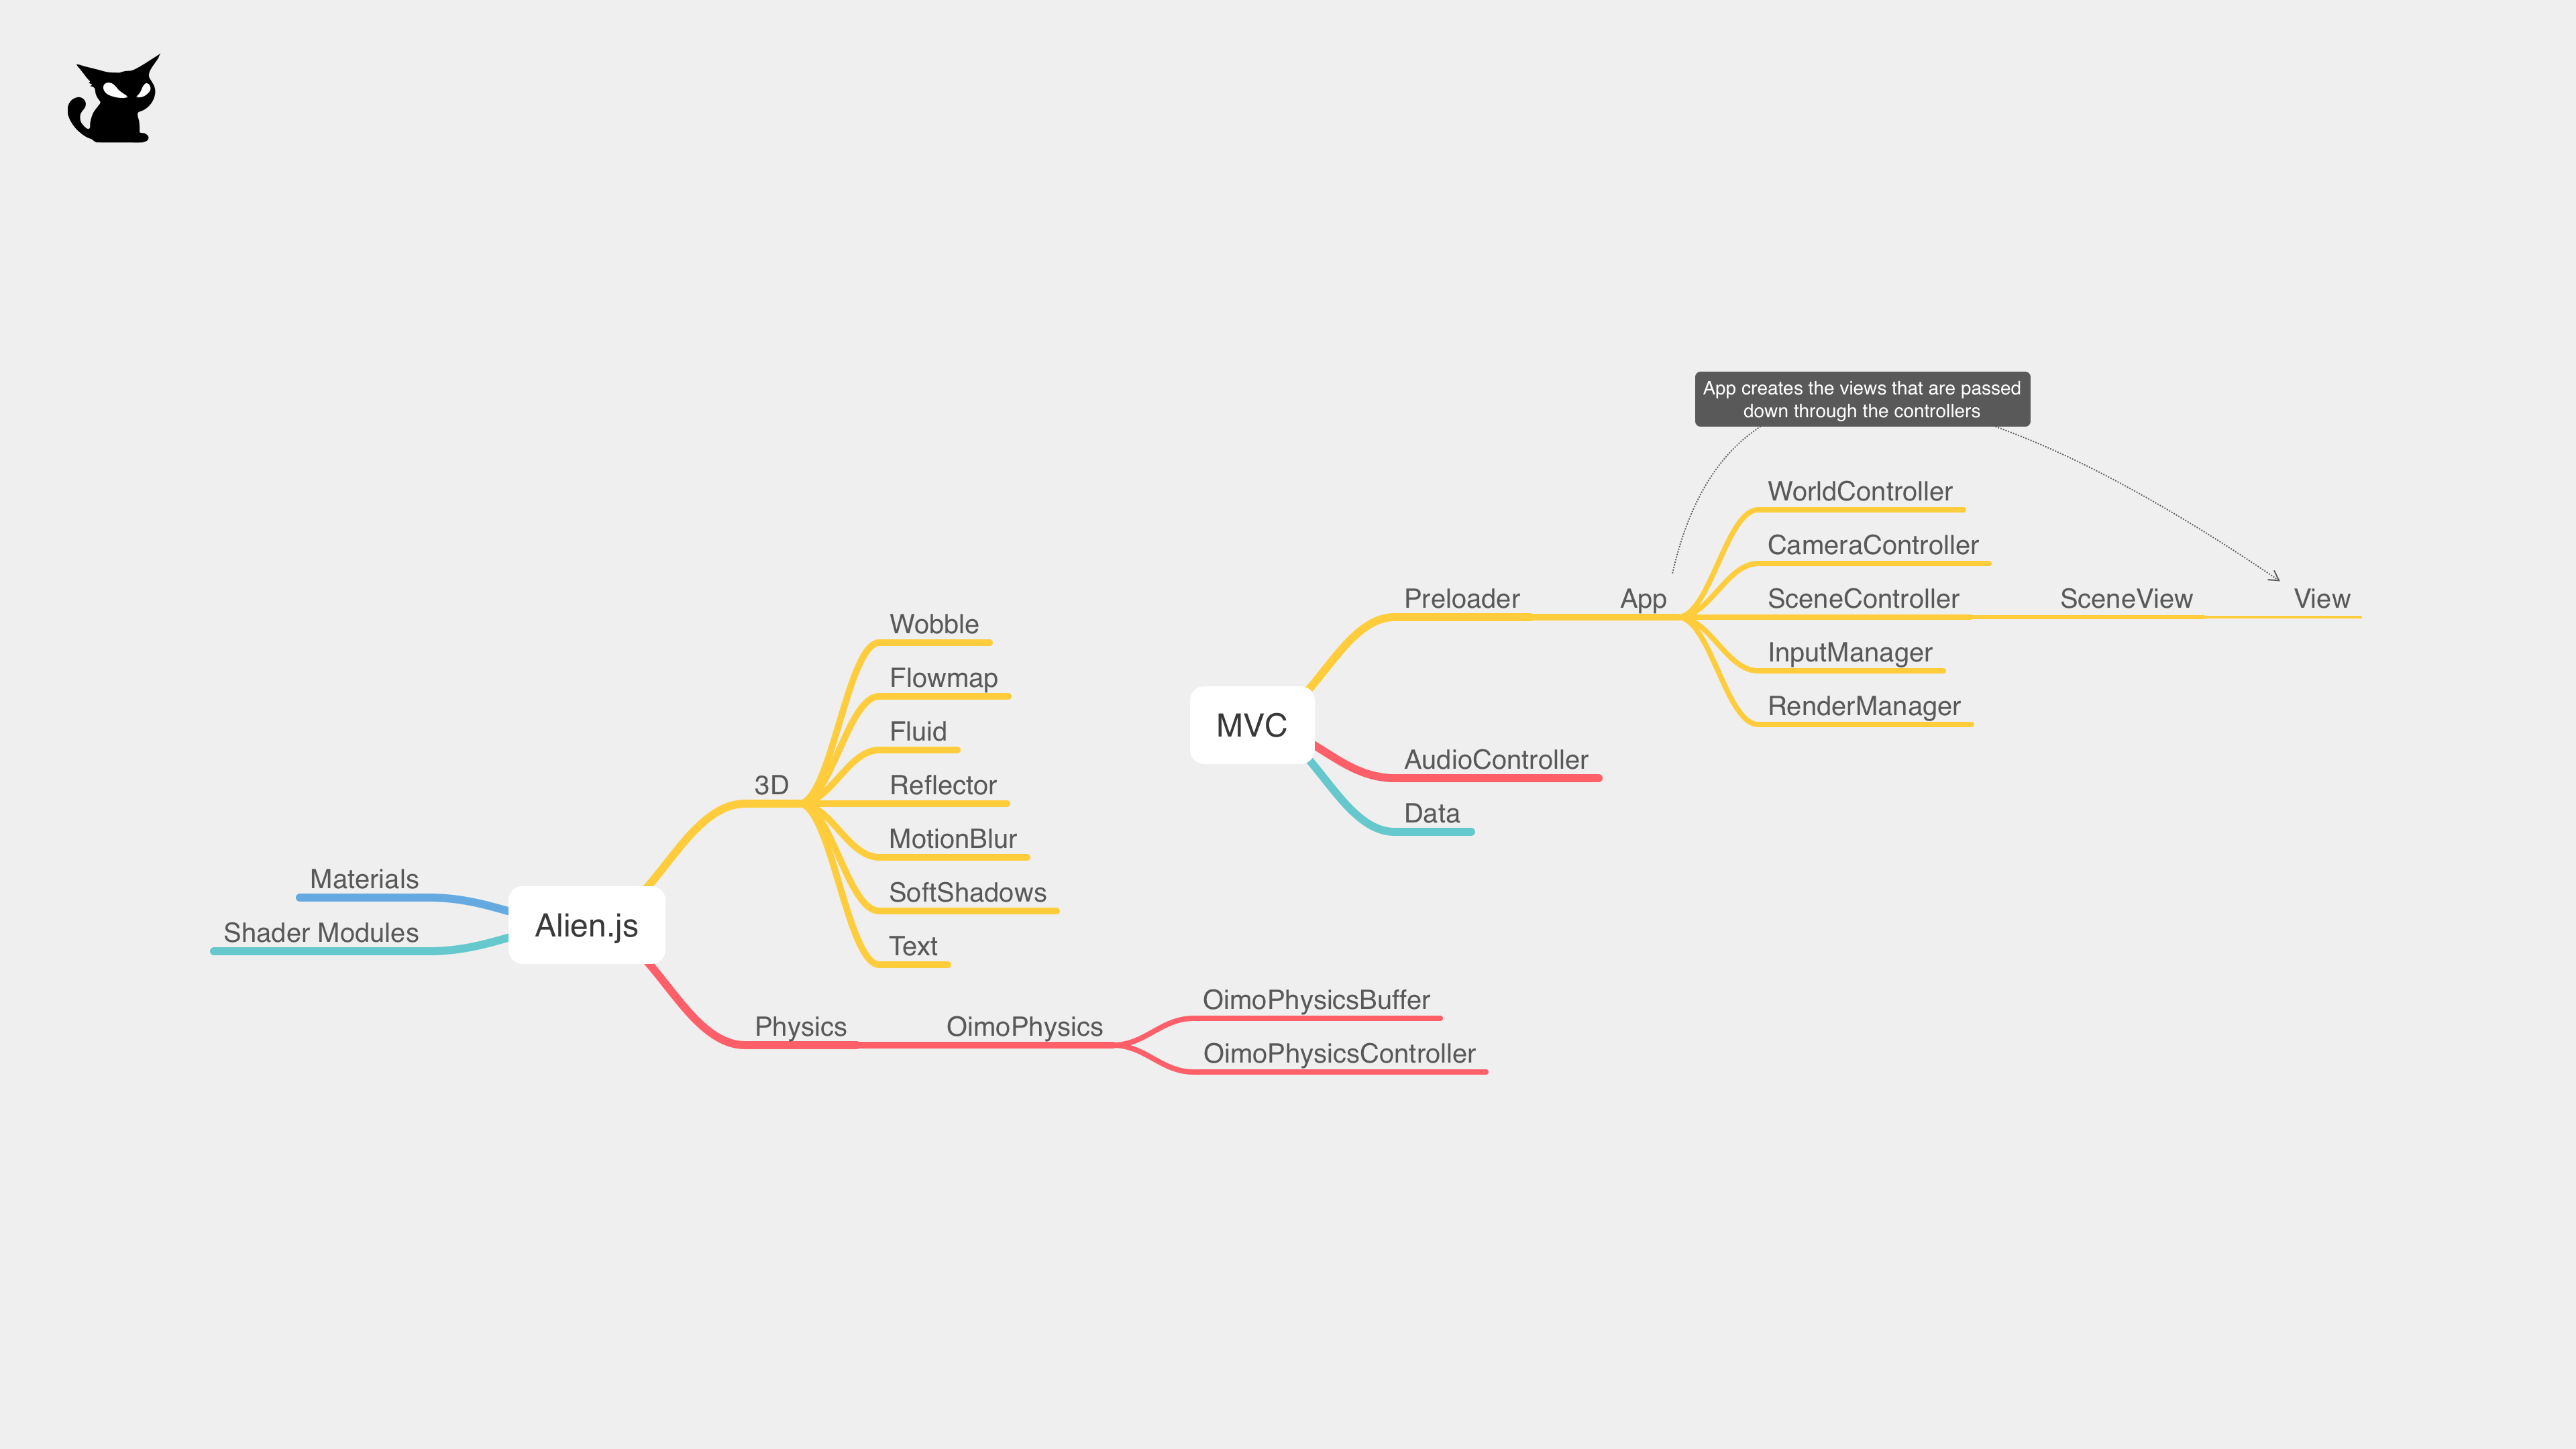 App creates the views that are passed
down through the controllers
WorldController
CameraController
Preloader
App
SceneController
SceneView
View
InputManager
RenderManager
MVC
AudioController
Data
Wobble
Flowmap
Fluid
3D
Reflector
MotionBlur
SoftShadows
Text
Materials
Shader Modules
Alien.js
Physics
OimoPhysics
OimoPhysicsBuffer
OimoPhysicsController